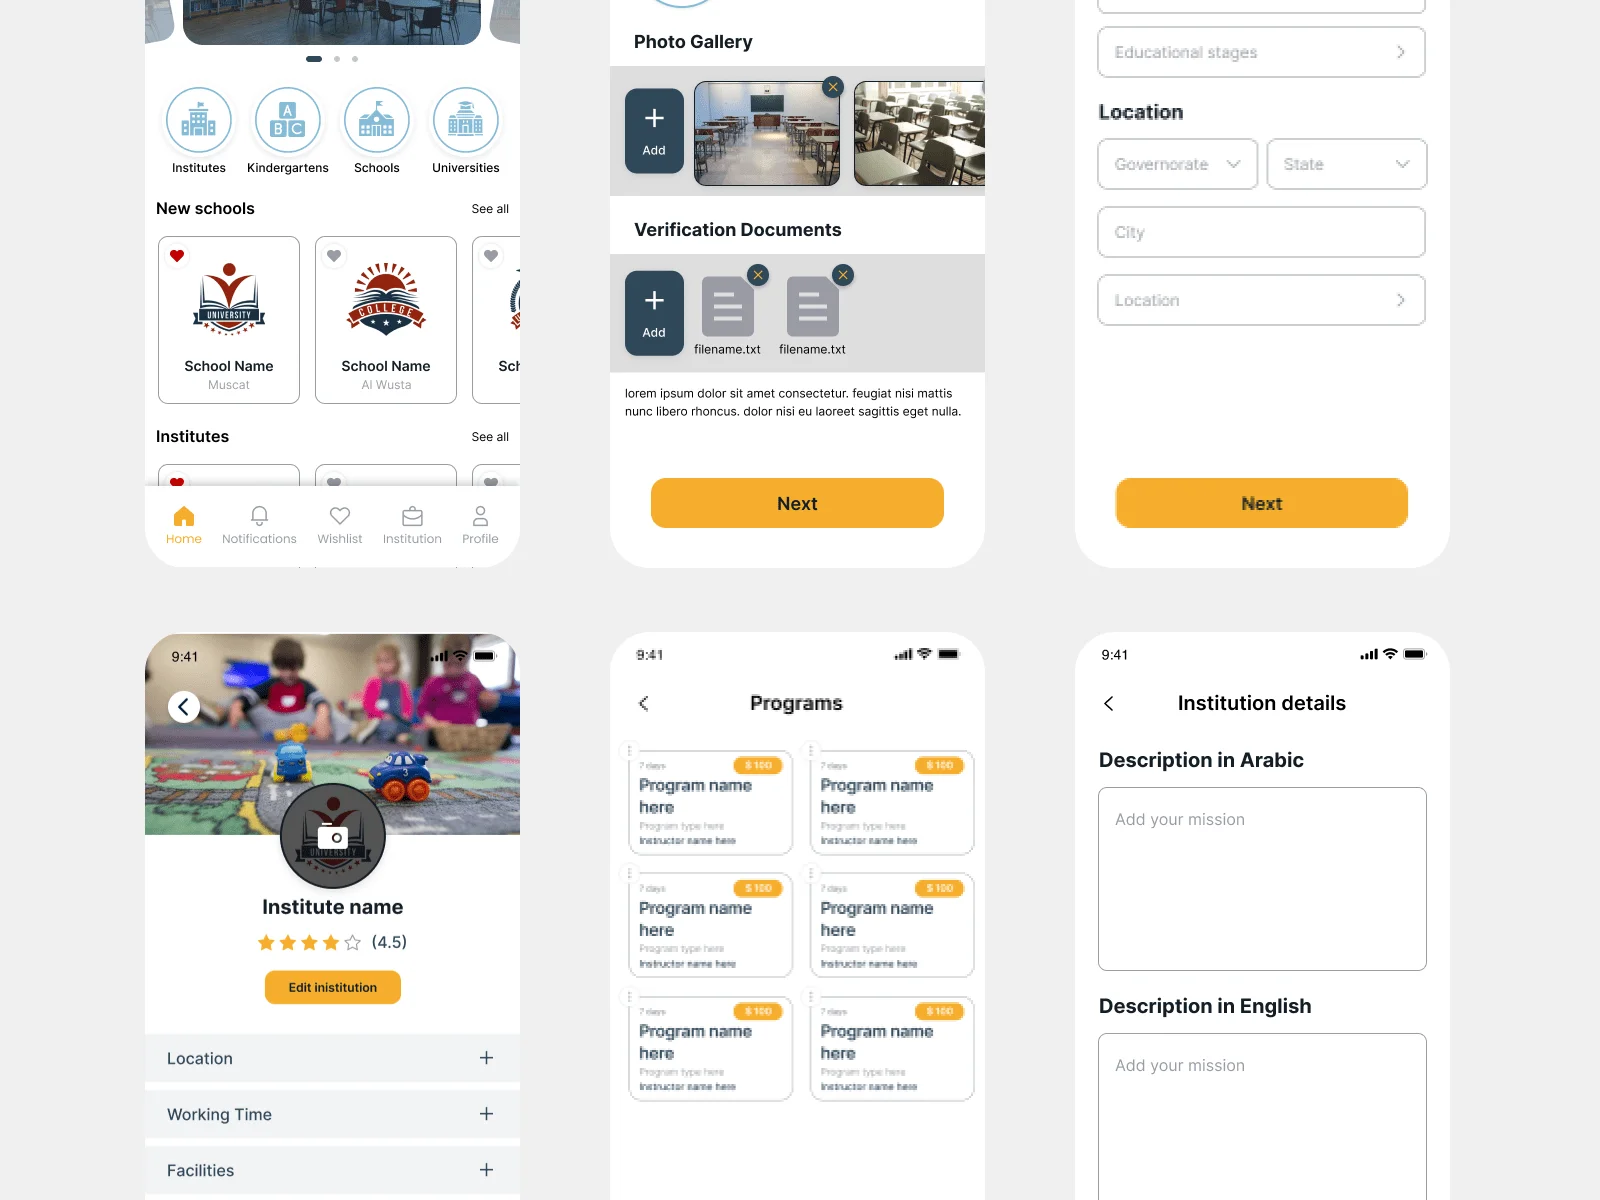 Institutes
Kindergartens
Schools
Universities
New schools
See all
UNIVERSITY
School Name
Muscat
COLLEGE
School Name
Al Wusta
Sch
Institutes
See all
Home
Notifications
Wishlist
Institution
Profile
Photo Gallery
Add
Verification Documents
Add
filename.txt
filename.txt
lorem ipsum dolor sit amet consectetur. feugiat nisi mattis
nunc libero rhoncus. dolor nisi eu laoreet sagittis eget nulla.
Next
Educational stages
Location
Governorate
State
City
Location
Next
9:41
UNIVERSITY
Institute name
(4.5)
Edit inistitution
Location
Working Time
Facilities
9:41
Programs
7 days
$ 100
Program name
here
Program type here
Instructor name here
7 days
$ 100
Program name
here
Program type here
Instructor name here
7 days
$ 100
Program name
here
Program type here
Instructor name here
7 days
$ 100
Program name
here
Program type here
Instructor name here
7 days
$ 100
Program name
here
Program type here
Instructor name here
7 days
$ 100
Program name
here
Program type here
Instructor name here
9:41
Institution details
Description in Arabic
Add your mission
Description in English
Add your mission